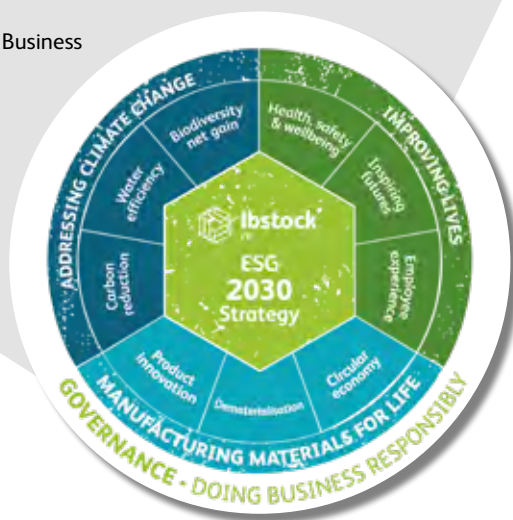 Business
ADDRESSING CLIMATE CHANGE
Biodiversity
net gain
Water
efficiency
Carbon
reduction
IMPROVING LIVES
Health, safety
& wellbeing
Inspiring
futures
Employee
experience
Ibstock
PLC
ESG
2030
Strategy
Product
Innovation
Dematerialisation
Circular
economy
MANUFACTURING MATERIALS FOR LIFE
GOVERNANCE - DOING BUSINESS RESPONSIBLY